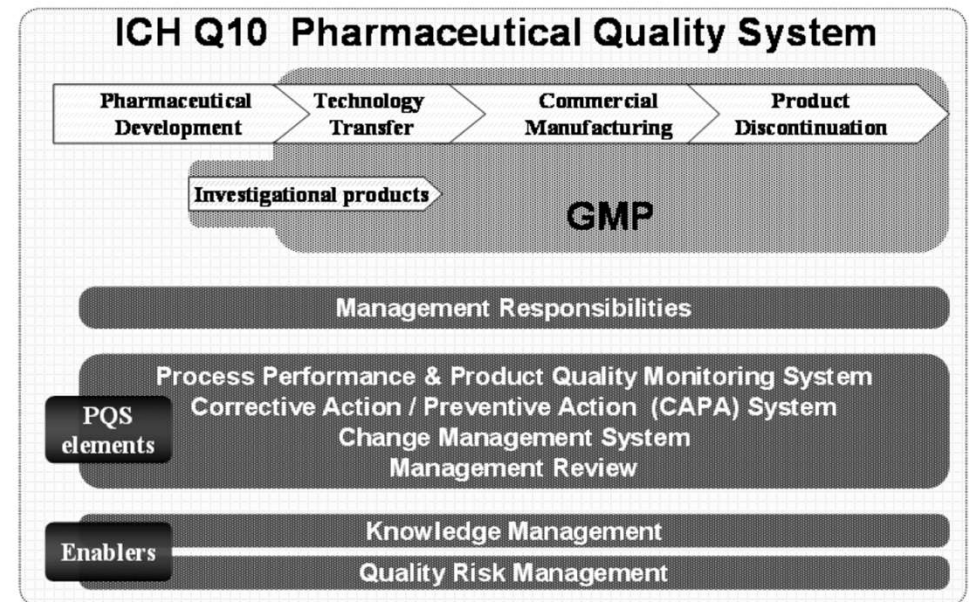 ICH Q10 Pharmaceutical Quality System
Pharmaceutical
Development
Technology
Transfer
Commercial
Manufacturing
Product
Discontinuation
Investigational products
GMP
Management Responsibilities
PQS
elements
Process Performance & Product Quality Monitoring System
Corrective Action / Preventive Action (CAPA) System
Change Management System
Management Review
Enablers
Knowledge Management
Quality Risk Management